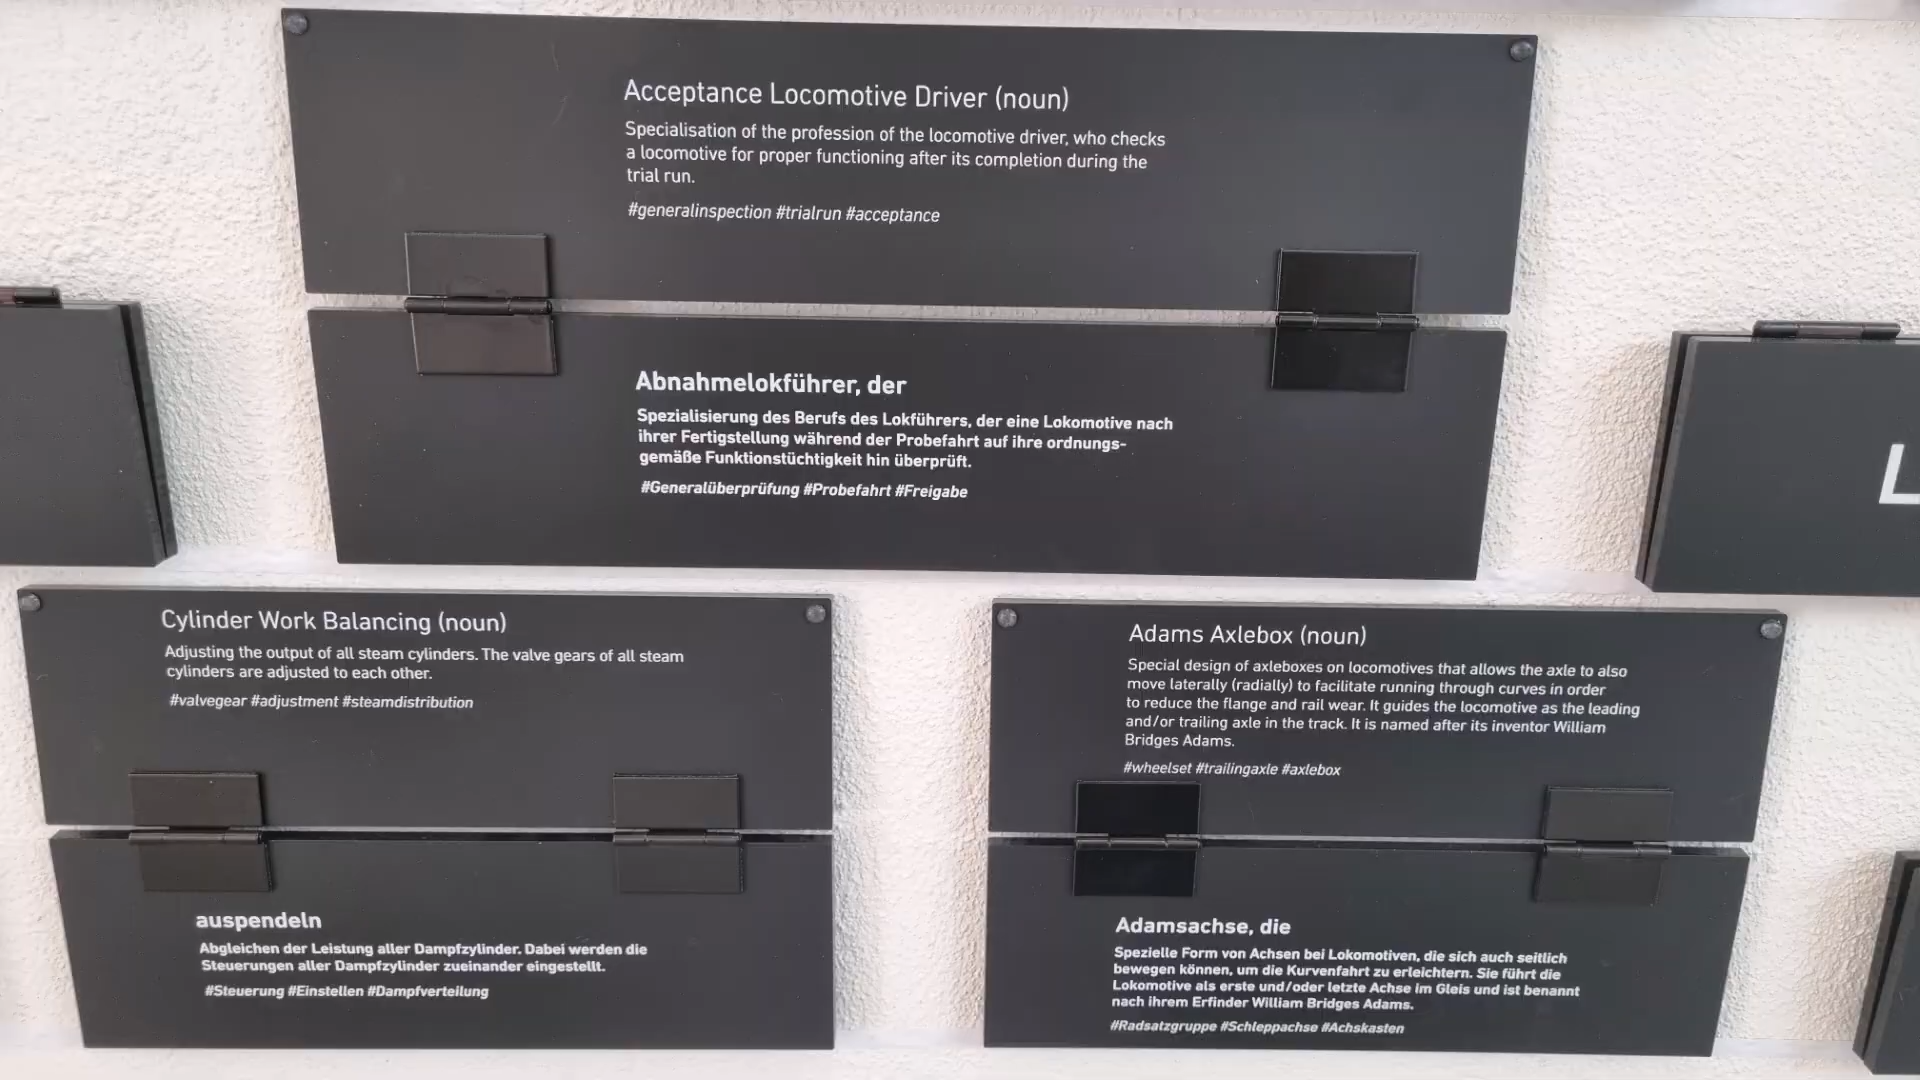 Acceptance Locomotive Driver (noun)
Specialisation of the profession of the locomotive driver, who checks
a locomotive for proper functioning after its completion during the
trial run.
#generalinspection #trialrun #acceptance
Abnahmelokführer, der
Spezialisierung des Berufs des Lokführers, der eine Lokomotive nach
ihrer Fertigstellung während der Probefahrt auf ihre ordnungs-
gemäße Funktionstüchtigkeit hin überprüft.
#Generalüberprüfung #Probefahrt #Freigabe
L
Cylinder Work Balancing (noun)
Adjusting the output of all steam cylinders. The valve gears of all steam
cylinders are adjusted to each other.
#valvegear #adjustment #steamdistribution
auspendeln
Abgleichen der Leistung aller Dampfzylinder. Dabei werden die
Steuerungen aller Dampfzylinder zueinander eingestellt.
#Steuerung #Einstellen #Dampfverteilung
Adams Axlebox (noun)
Special design of axleboxes on locomotives that allows the axle to also
move laterally (radially) to facilitate running through curves in order
to reduce the flange and rail wear. It guides the locomotive as the leading
and/or trailing axle in the track. It is named after its inventor William
Bridges Adams.
#wheelset #trailingaxle #axlebox
Adamsachse, die
Spezielle Form von Achsen bei Lokomotiven, die sich auch seitlich
bewegen können, um die Kurvenfahrt zu erleichtern. Sie führt die
Lokomotive als erste und/oder letzte Achse im Gleis und ist benannt
nach ihrem Erfinder William Bridges Adams.
#Radsatzgruppe #Schleppachse #Achskasten